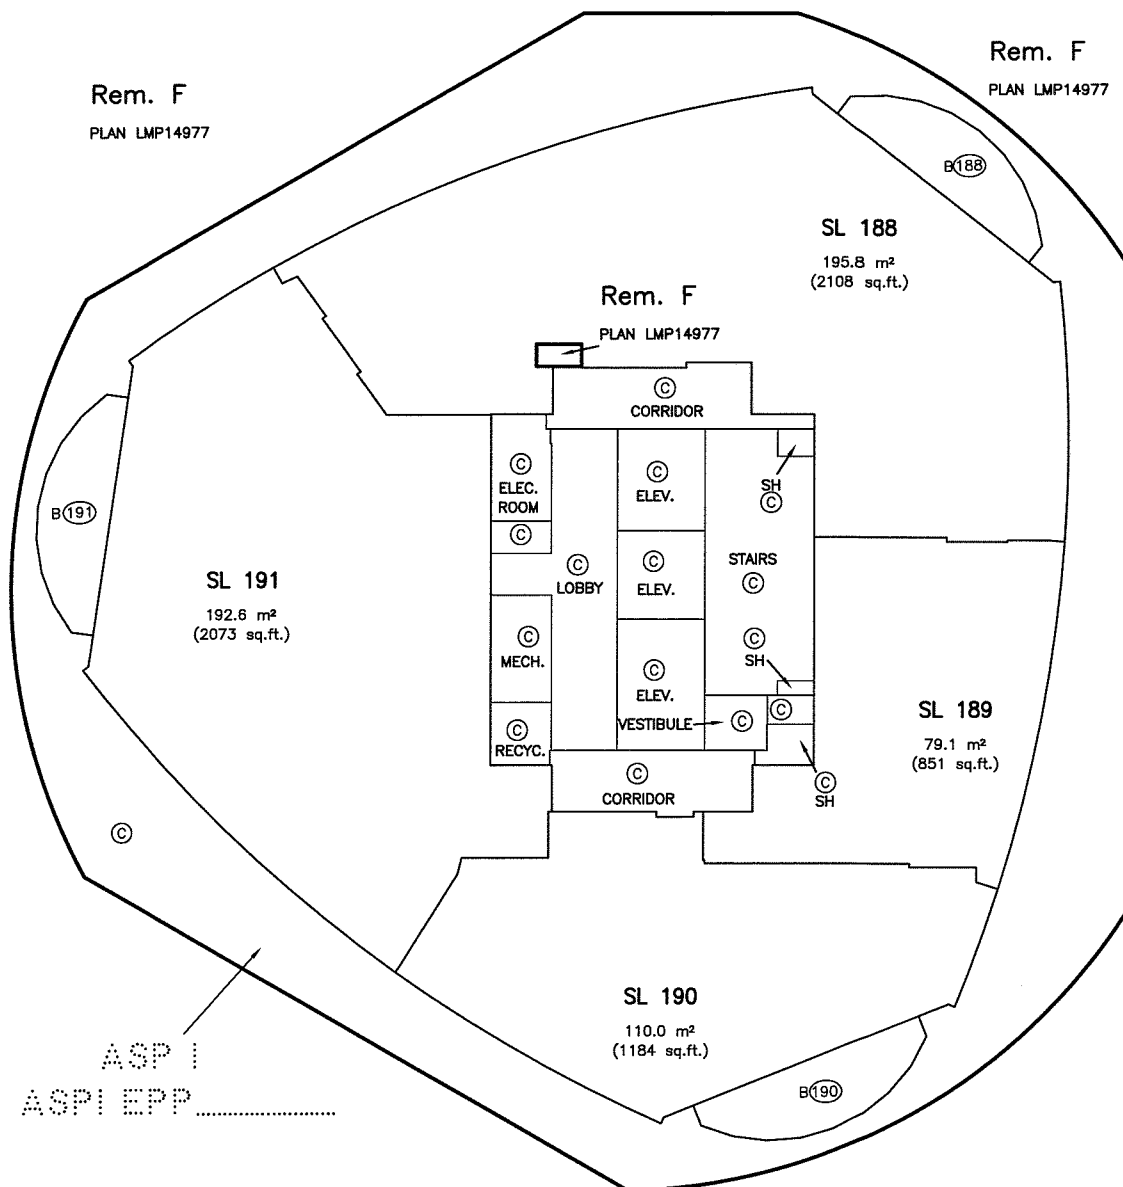 Rem. F
PLAN LMP14977
Rem. F
PLAN LMP14977
B 188
SL 188
195.8 m²
(2108 sq.ft.)
Rem. F
PLAN LMP14977
C
CORRIDOR
C
ELEC.
ROOM
C
ELEV.
SH
C
B 191
C
C
LOBBY
C
ELEV.
STAIRS
C
SL 191
192.6 m²
(2073 sq.ft.)
C
MECH.
C
ELEV.
C
SH
C
RECYC.
VESTIBULE
C
C
SL 189
79.1 m²
(851 sq.ft.)
C
CORRIDOR
C
SH
C
SL 190
110.0 m²
(1184 sq.ft.)
B 190
ASP I
ASPI EPP....................